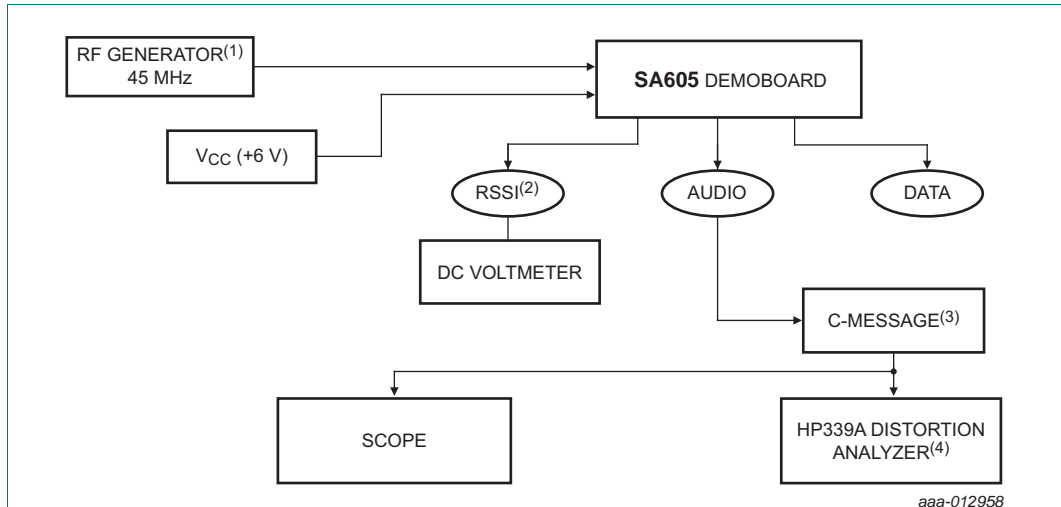 RF GENERATOR(1)
45 MHz
SA605 DEMOBOARD
VCC (+6 V)
RSSI(2)
AUDIO
DATA
DC VOLTMETER
C-MESSAGE(3)
SCOPE
HP339A DISTORTION
ANALYZER(4)
aaa-012958